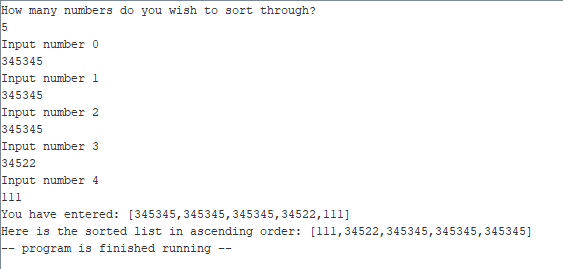 How many numbers do you wish to sort through?
5
Input number 0
345345
Input number 1
345345
Input number 2
345345
Input number 3
34522
Input number 4
111
You have entered: [345345,345345,345345,34522,111]
Here is the sorted list in ascending order: [111,34522,345345,345345,345345]
-- program is finished running --